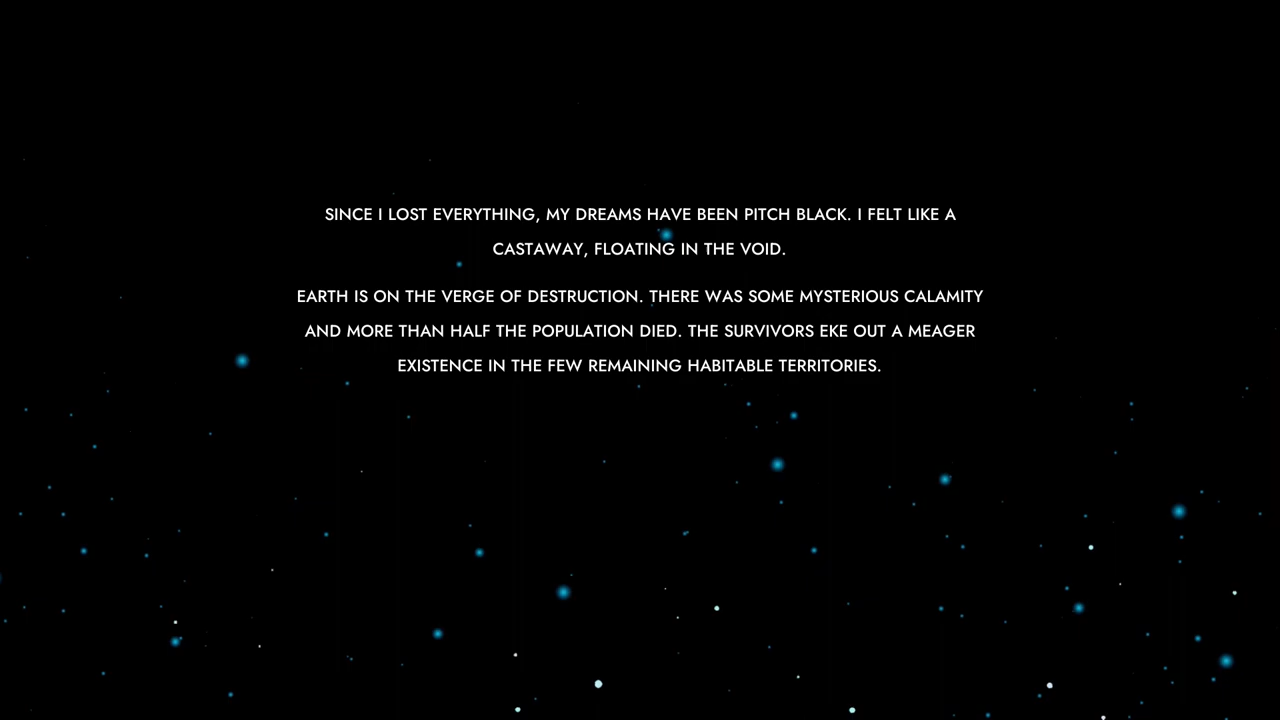 SINCE I LOST EVERYTHING, MY DREAMS HAVE BEEN PITCH BLACK. I FELT LIKE A
CASTAWAY, FLOATING IN THE VOID.
EARTH IS ON THE VERGE OF DESTRUCTION. THERE WAS SOME MYSTERIOUS CALAMITY
AND MORE THAN HALF THE POPULATION DIED. THE SURVIVORS EKE OUT A MEAGER
EXISTENCE IN THE FEW REMAINING HABITABLE TERRITORIES.